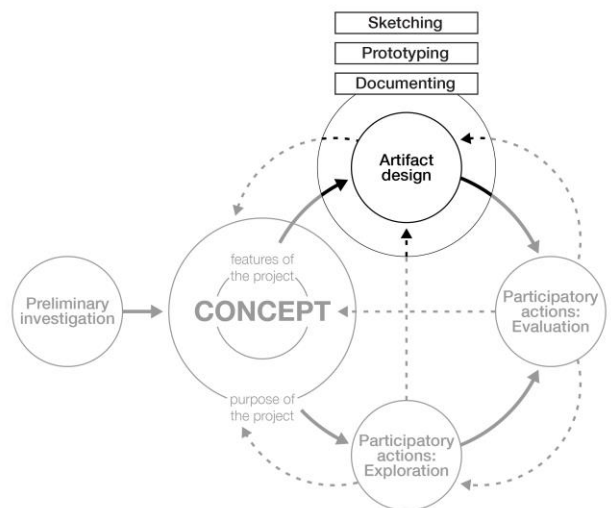 Sketching
Prototyping
Documenting
Artifact
design
features of
the project
Preliminary
investigation
CONCEPT
Participatory
actions:
Evaluation
purpose of
the project
Participatory
actions:
Exploration